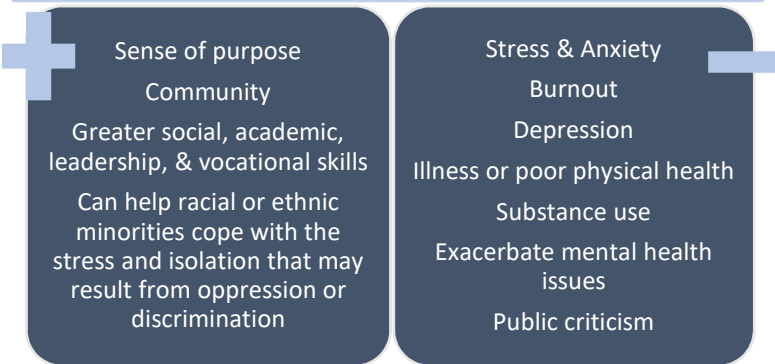 Sense of purpose
Community
Greater social, academic,
leadership, & vocational skills
Can help racial or ethnic
minorities cope with the
stress and isolation that may
result from oppression or
discrimination
Stress & Anxiety
Burnout
Depression
Illness or poor physical health
Substance use
Exacerbate mental health
issues
Public criticism